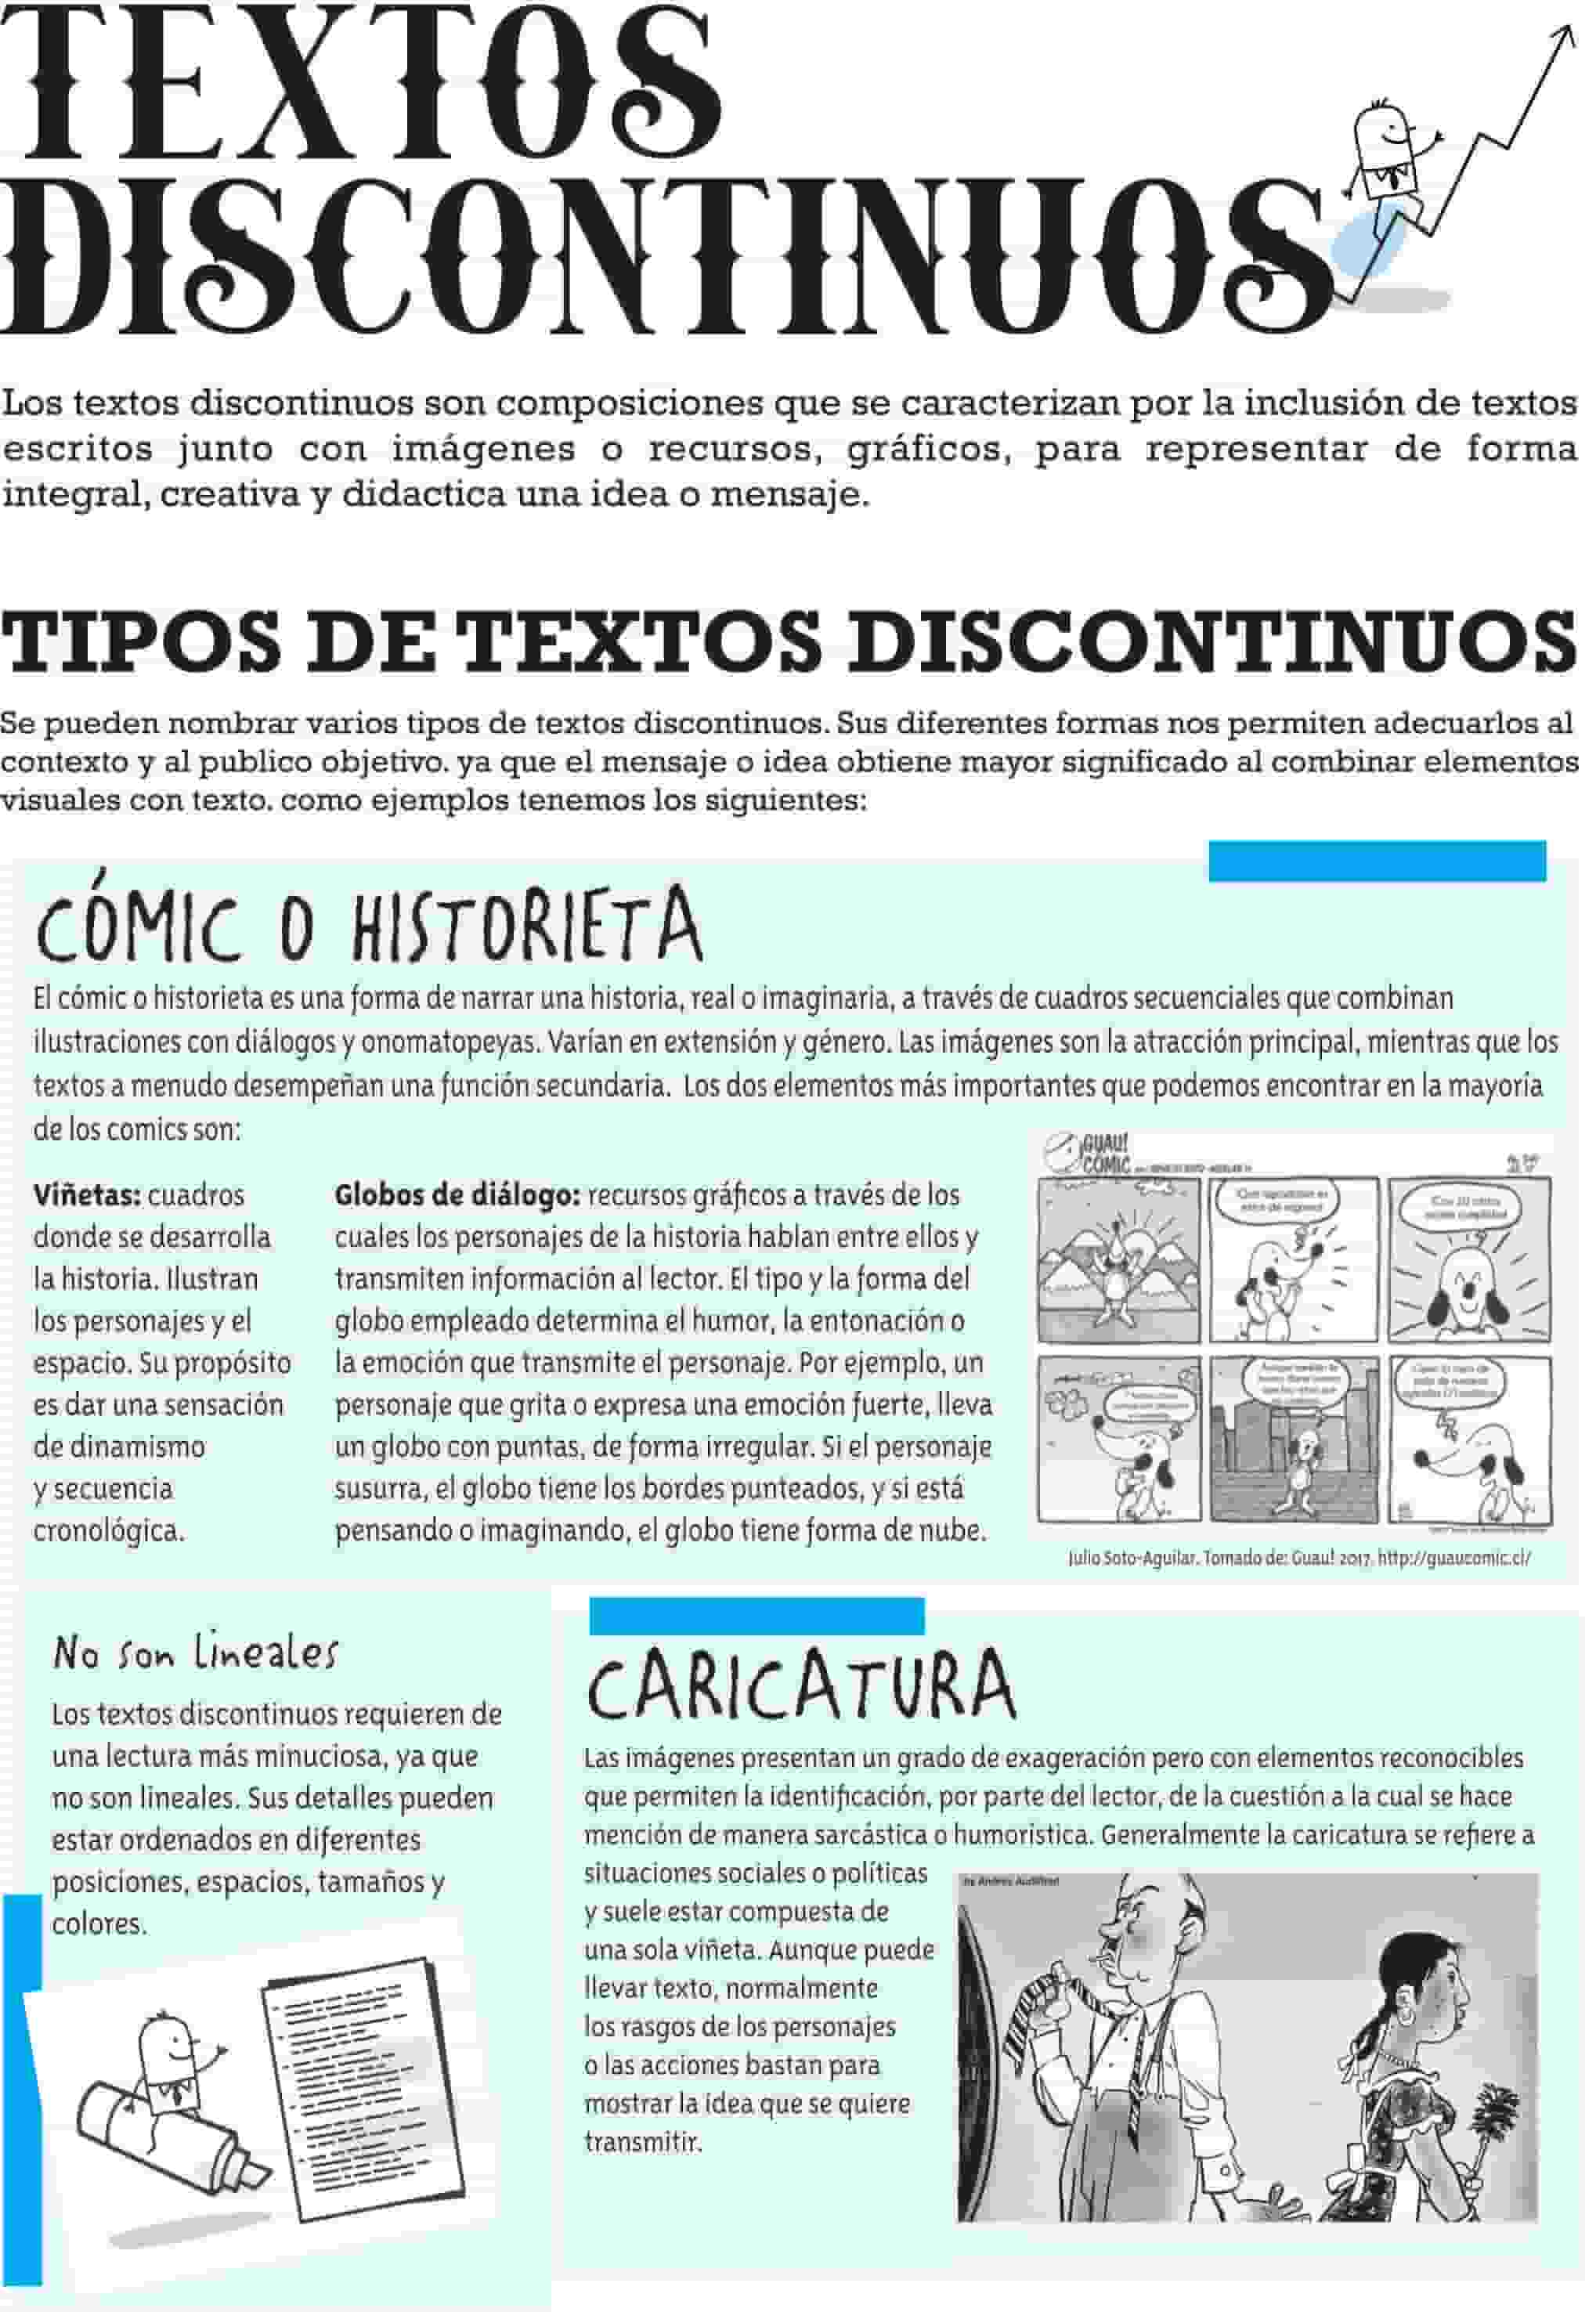 TEXTOS
DISCONTINUOS
Los textos discontinuos son composiciones que se caracterizan por la inclusión de textos
escritos junto con imágenes o recursos, gráficos, para representar de forma
integral, creativa y didactica una idea o mensaje.
TIPOS DE TEXTOS DISCONTINUOS
Se pueden nombrar varios tipos de textos discontinuos. Sus diferentes formas nos permiten adecuarlos al
contexto y al publico objetivo. ya que el mensaje o idea obtiene mayor significado al combinar elementos
visuales con texto. como ejemplos tenemos los siguientes:
CÓMIC O HISTORIETA
El cómic o historieta es una forma de narrar una historia, real o imaginaria, a través de cuadros secuenciales que combinan
ilustraciones con diálogos y onomatopeyas. Varían en extensión y género. Las imágenes son la atracción principal, mientras que los
textos a menudo desempeñan una función secundaria. Los dos elementos más importantes que podemos encontrar en la mayoría
de los comics son:
Viñetas: cuadros
donde se desarrolla
la historia. Ilustran
los personajes y el
espacio. Su propósito
es dar una sensación
de dinamismo
y secuencia
cronológica.
Globos de diálogo: recursos gráficos a través de los
cuales los personajes de la historia hablan entre ellos y
transmiten información al lector. El tipo y la forma del
globo empleado determina el humor, la entonación o
la emoción que transmite el personaje. Por ejemplo, un
personaje que grita o expresa una emoción fuerte, lleva
un globo con puntas, de forma irregular. Si el personaje
susurra, el globo tiene los bordes punteados, y si está
pensando o imaginando, el globo tiene forma de nube.
¡GUAU!
CÓMIC
Julio Soto-Aguilar. Tomado de: Guau! 2017. http://guaucomic.cl/
No son lineales
Los textos discontinuos requieren de
una lectura más minuciosa, ya que
no son lineales. Sus detalles pueden
estar ordenados en diferentes
posiciones, espacios, tamaños y
colores.
CARICATURA
Las imágenes presentan un grado de exageración pero con elementos reconocibles
que permiten la identificación, por parte del lector, de la cuestión a la cual se hace
mención de manera sarcástica o humorística. Generalmente la caricatura se refiere a
situaciones sociales o políticas
y suele estar compuesta de
una sola viñeta. Aunque puede
llevar texto, normalmente
los rasgos de los personajes
o las acciones bastan para
mostrar la idea que se quiere
transmitir.
by Andrés Audiffred